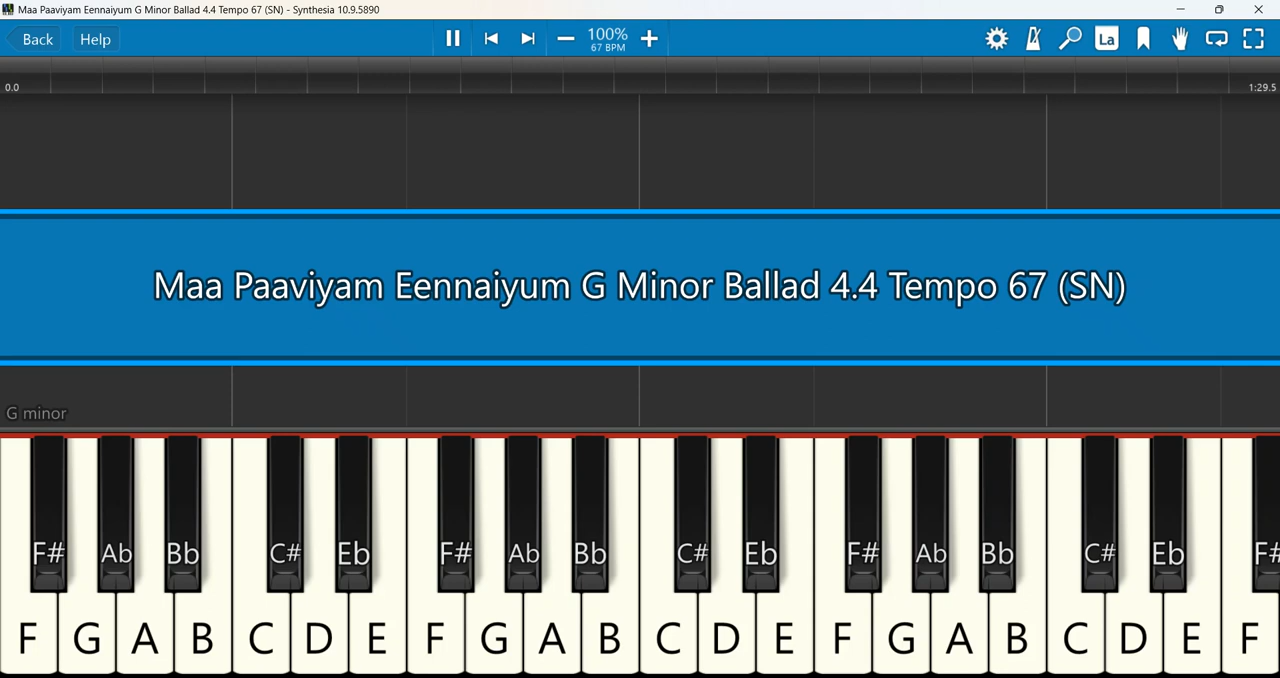 Maa Paaviyam Eennaiyum G Minor Ballad 4.4 Tempo 67 (SN) - Synthesia 10.9.5890
Back Help 100% La
67 BPM
0.0 1:29.5
Maa Paaviyam Eennaiyum G Minor Ballad 4.4 Tempo 67 (SN)
G minor
F# Ab Bb C# Eb F# Ab Bb C# Eb F# Ab Bb C# Eb F#
F G A B C D E F G A B C D E F G A B C D E F